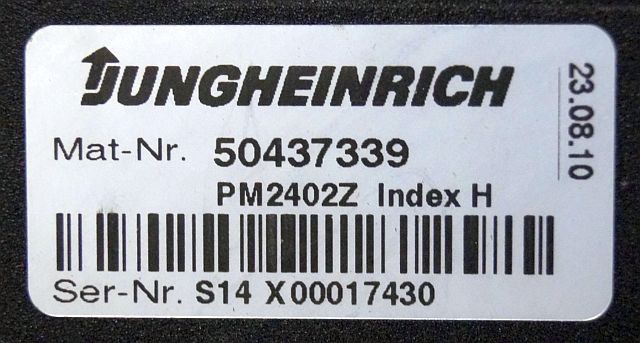 JUNGHEINRICH
Mat-Nr. 50437339
PM2402Z Index H
Ser-Nr. S14 X00017430
23.08.10